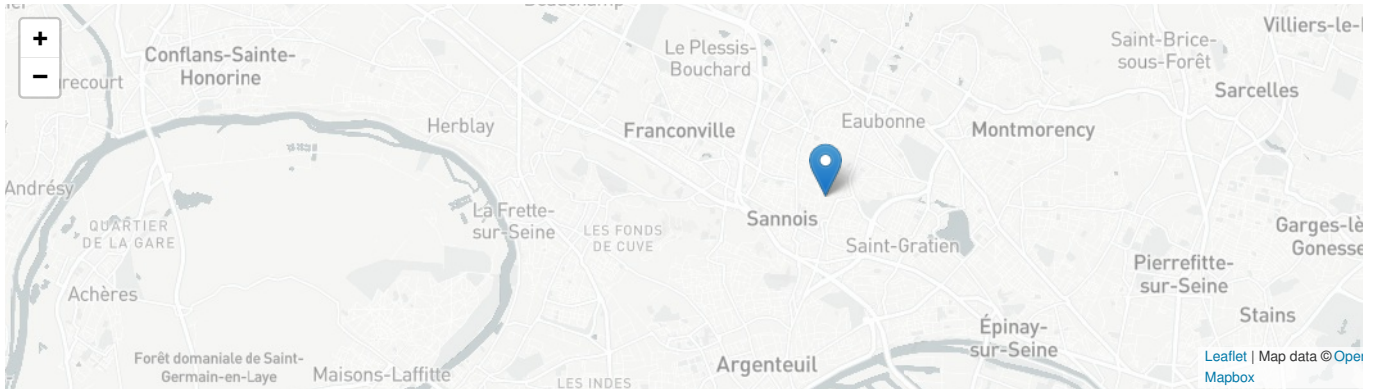 +
−
Conflans-Sainte-
Honorine
Le Plessis-
Bouchard
Saint-Brice-
sous-Forêt
Villiers-le-
Sarcelles
Herblay
Franconville
Eaubonne
Montmorency
Andrésy
QUARTIER
DE LA GARE
La Frette-
sur-Seine
LES FONDS
DE CUVE
Sannois
Saint-Gratien
Garges-lè
Gonesse
Pierrefitte-
sur-Seine
Achères
Stains
Épinay-
sur-Seine
Forêt domaniale de Saint-
Germain-en-Laye
Maisons-Laffitte
Argenteuil
LES INDES
Leaflet | Map data © Open
Mapbox